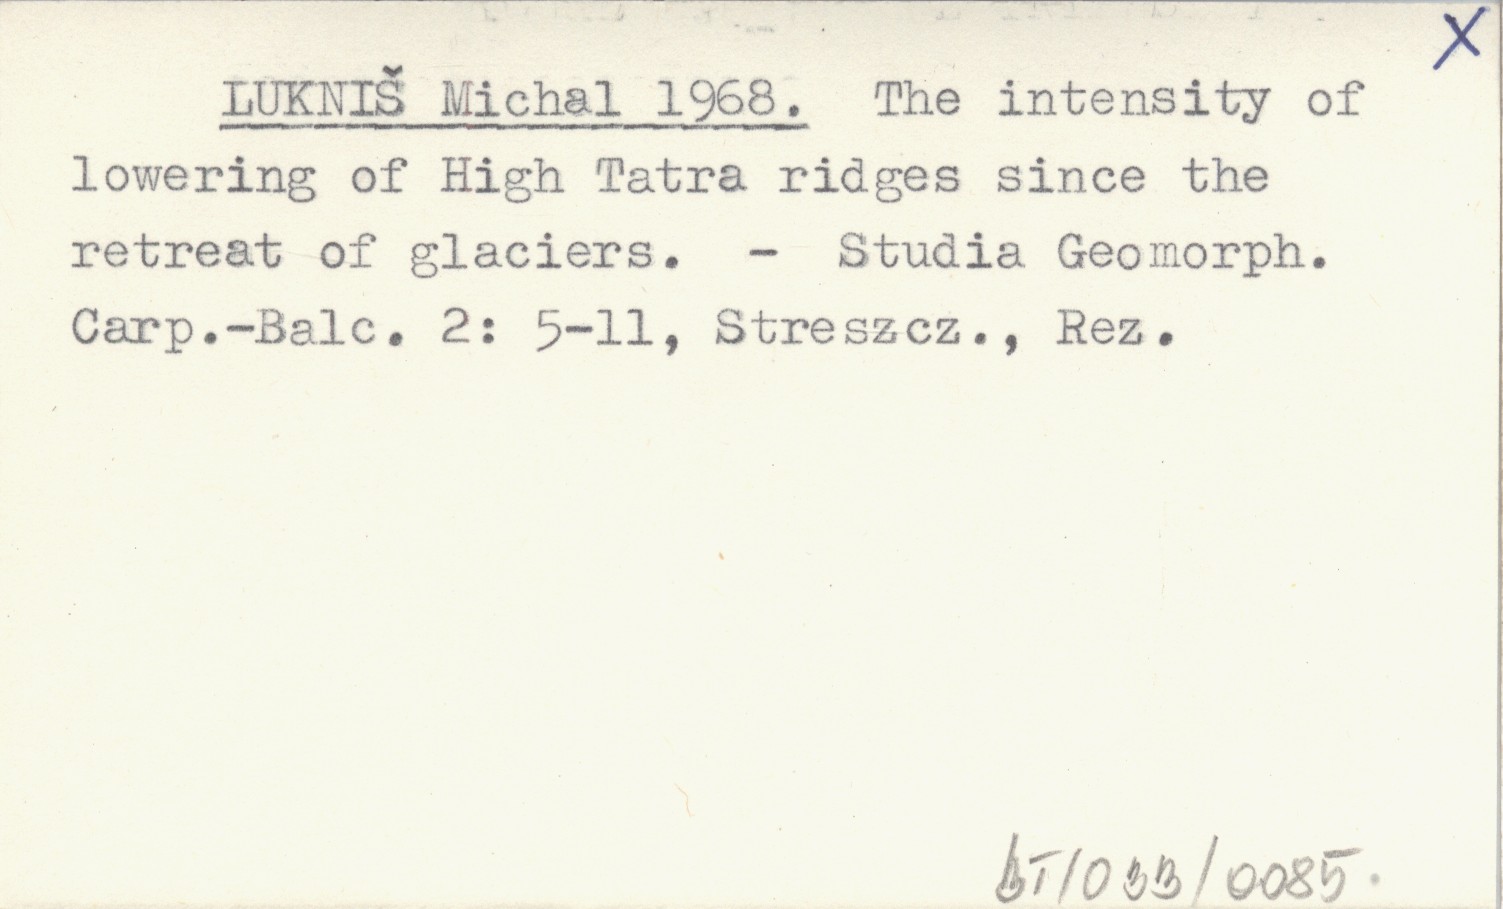 X
LUKNIŠ Michal 1968. The intensity of
lowering of High Tatra ridges since the
retreat of glaciers. - Studia Geomorph.
Carp.-Balc. 2: 5-11, Streszcz., Rez.
BT/033/0085.